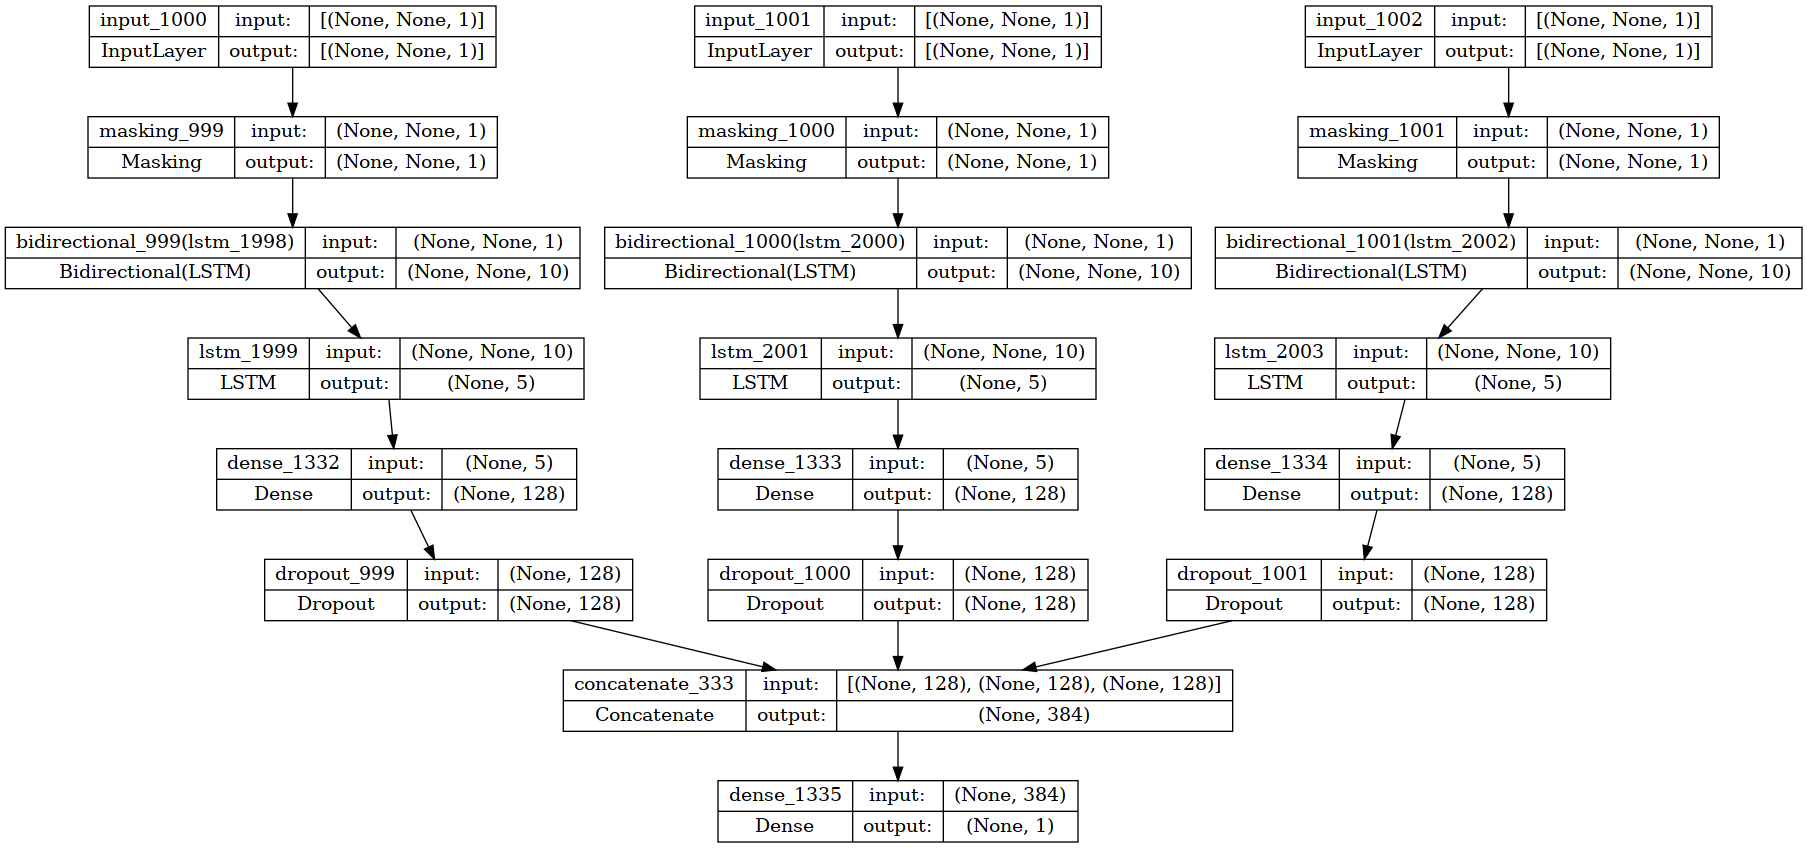 input_1000 input: [(None, None, 1)]
InputLayer output: [(None, None, 1)]
input_1001 input: [(None, None, 1)]
InputLayer output: [(None, None, 1)]
input_1002 input: [(None, None, 1)]
InputLayer output: [(None, None, 1)]
masking_999 input: (None, None, 1)
Masking output: (None, None, 1)
masking_1000 input: (None, None, 1)
Masking output: (None, None, 1)
masking_1001 input: (None, None, 1)
Masking output: (None, None, 1)
bidirectional_999(lstm_1998) input: (None, None, 1)
Bidirectional(LSTM) output: (None, None, 10)
bidirectional_1000(lstm_2000) input: (None, None, 1)
Bidirectional(LSTM) output: (None, None, 10)
bidirectional_1001(lstm_2002) input: (None, None, 1)
Bidirectional(LSTM) output: (None, None, 10)
lstm_1999 input: (None, None, 10)
LSTM output: (None, 5)
lstm_2001 input: (None, None, 10)
LSTM output: (None, 5)
lstm_2003 input: (None, None, 10)
LSTM output: (None, 5)
dense_1332 input: (None, 5)
Dense output: (None, 128)
dense_1333 input: (None, 5)
Dense output: (None, 128)
dense_1334 input: (None, 5)
Dense output: (None, 128)
dropout_999 input: (None, 128)
Dropout output: (None, 128)
dropout_1000 input: (None, 128)
Dropout output: (None, 128)
dropout_1001 input: (None, 128)
Dropout output: (None, 128)
concatenate_333 input: [(None, 128), (None, 128), (None, 128)]
Concatenate output: (None, 384)
dense_1335 input: (None, 384)
Dense output: (None, 1)